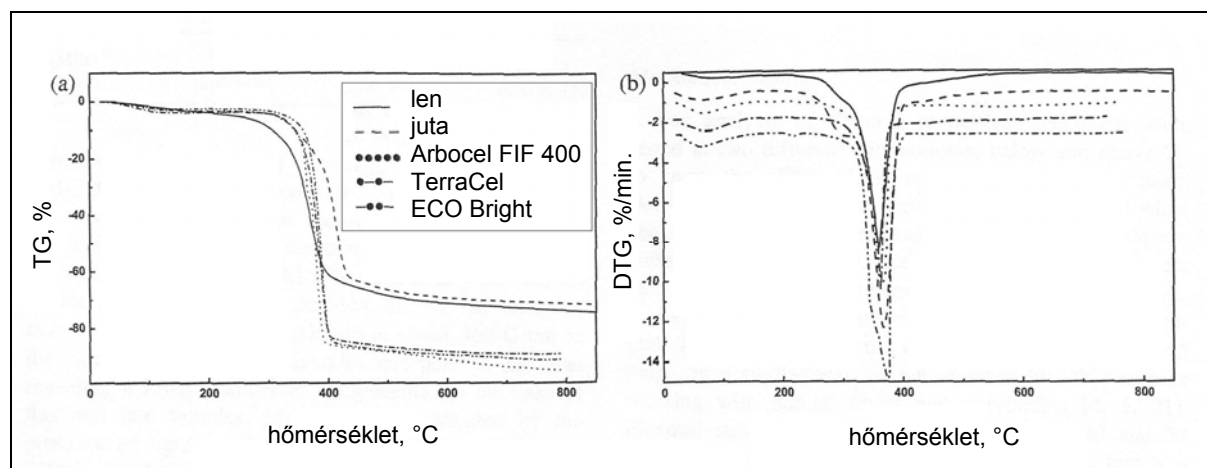 (a)
len
juta
Arbocel FIF 400
TerraCel
ECO Bright
TG, %
0
-20
-40
-60
-80
0 200 400 600 800
hőmérséklet, °C
(b)
DTG, %/min.
0
-2
-4
-6
-8
-10
-12
-14
0 200 400 600 800
hőmérséklet, °C